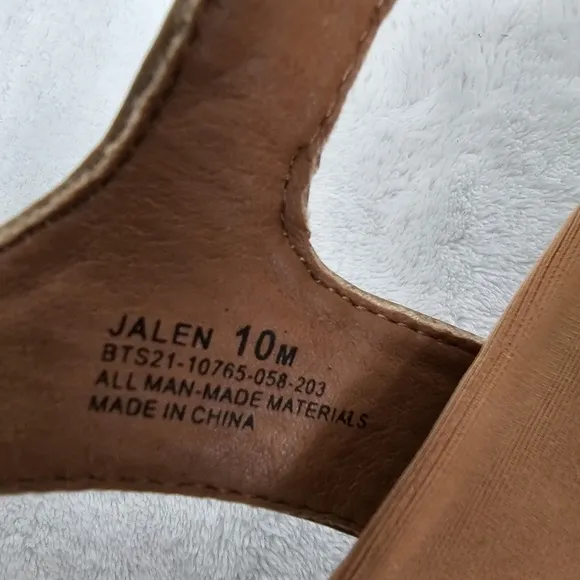 JALEN 10M
BTS21-10765-058-203
ALL MAN-MADE MATERIALS
MADE IN CHINA